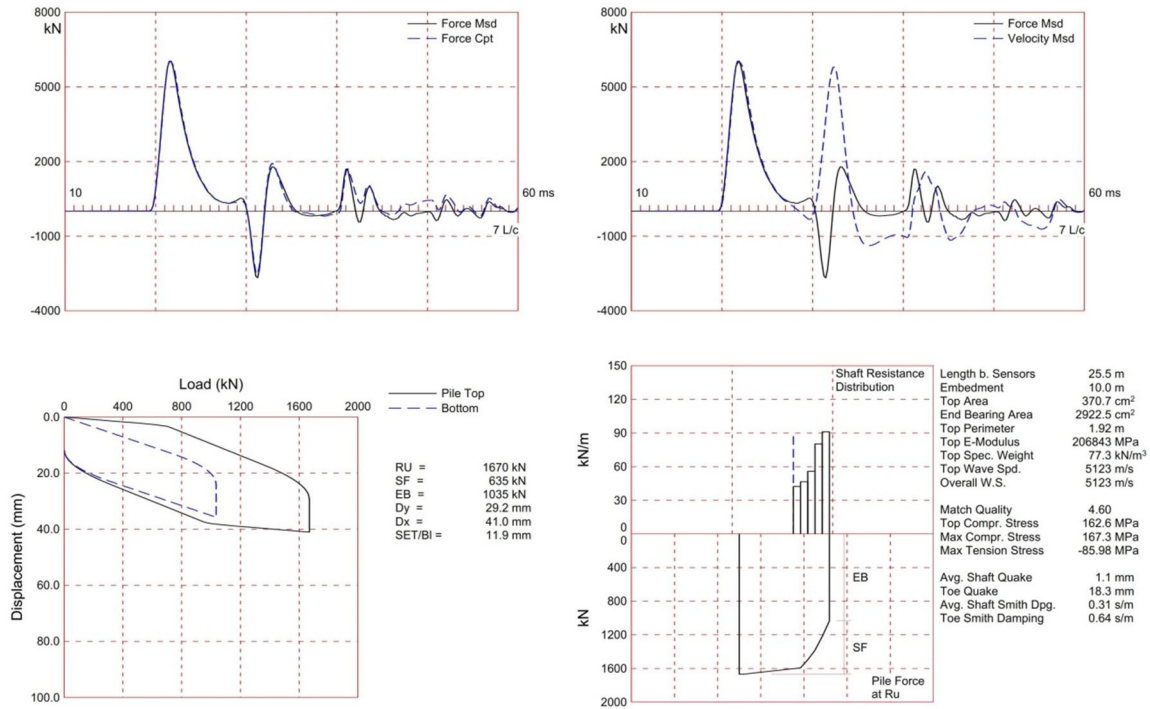 8000
kN
Force Msd
Force Cpt
5000
2000
10
60 ms
-1000
7 L/c
-4000
8000
kN
Force Msd
Velocity Msd
5000
2000
10
60 ms
-1000
7 L/c
-4000
Load (kN)
0 400 800 1200 1600 2000
0.0
20.0
40.0
60.0
80.0
100.0
Displacement (mm)
Pile Top
Bottom
RU = 1670 kN
SF = 635 kN
EB = 1035 kN
Dy = 29.2 mm
Dx = 41.0 mm
SET/Bl = 11.9 mm
150
120
90
60
30
0
kN/m
Shaft Resistance
Distribution
0
400
800
1200
1600
2000
kN
EB
SF
Pile Force
at Ru
Length b. Sensors 25.5 m
Embedment 10.0 m
Top Area 370.7 cm²
End Bearing Area 2922.5 cm²
Top Perimeter 1.92 m
Top E-Modulus 206843 MPa
Top Spec. Weight 77.3 kN/m³
Top Wave Spd. 5123 m/s
Overall W.S. 5123 m/s
Match Quality 4.60
Top Compr. Stress 162.6 MPa
Max Compr. Stress 167.3 MPa
Max Tension Stress -85.98 MPa
Avg. Shaft Quake 1.1 mm
Toe Quake 18.3 mm
Avg. Shaft Smith Dpg. 0.31 s/m
Toe Smith Damping 0.64 s/m